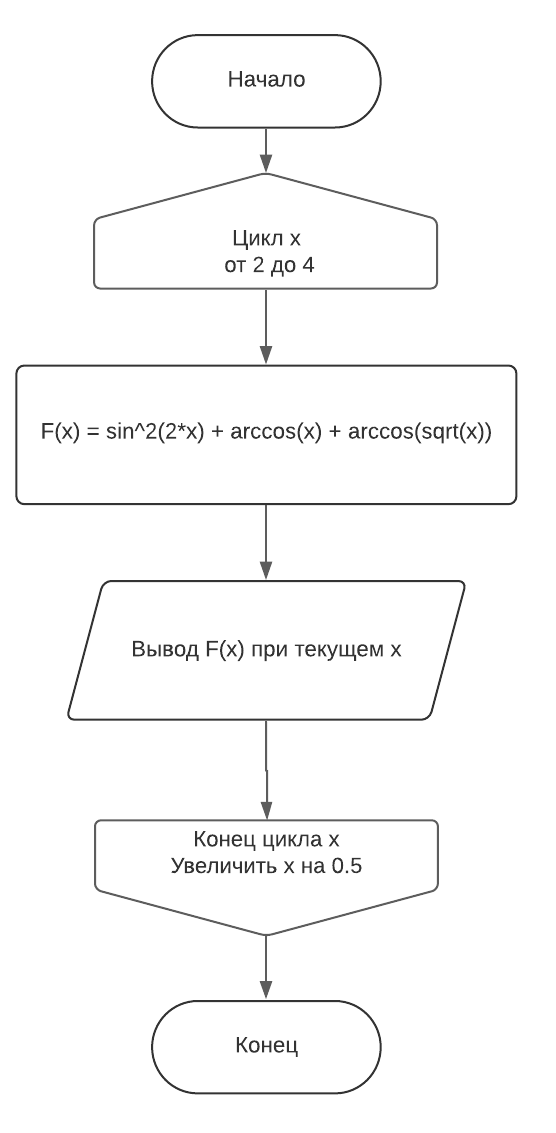 Начало
Цикл x
от 2 до 4
F(x) = sin^2(2*x) + arccos(x) + arccos(sqrt(x))
Вывод F(x) при текущем x
Конец цикла x
Увеличить x на 0.5
Конец